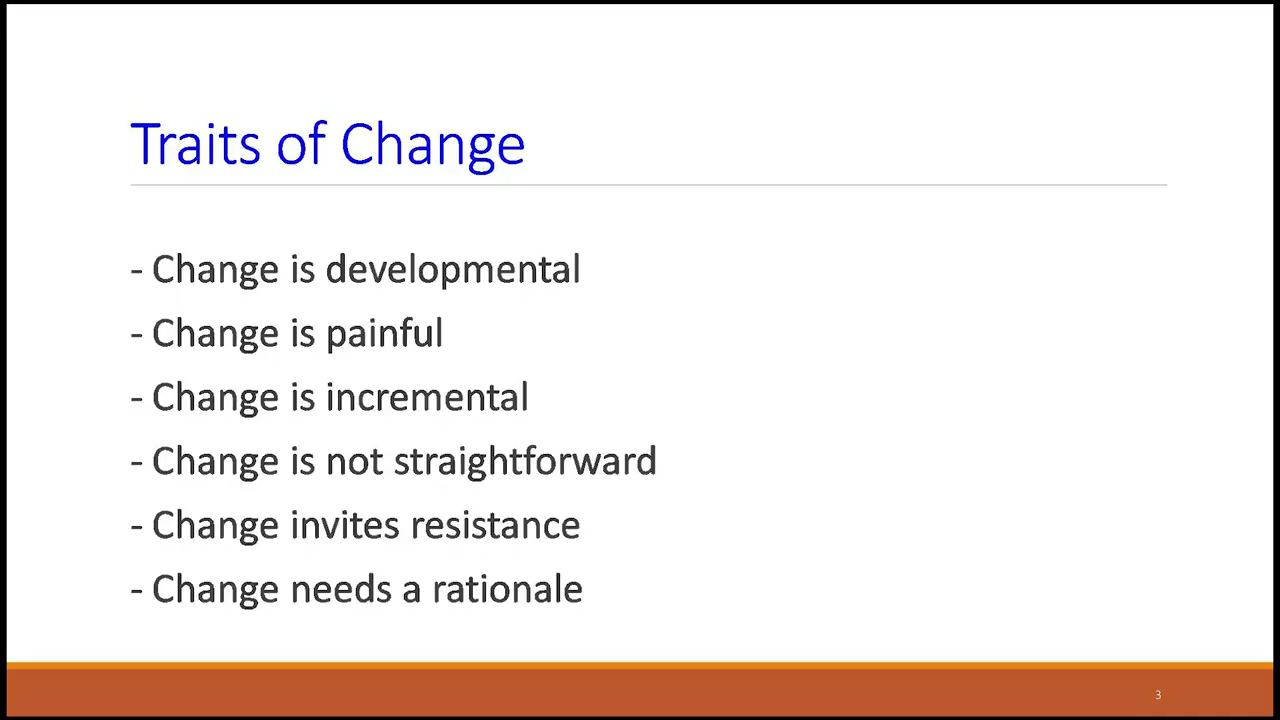 Traits of Change
- Change is developmental
- Change is painful
- Change is incremental
- Change is not straightforward
- Change invites resistance
- Change needs a rationale
3